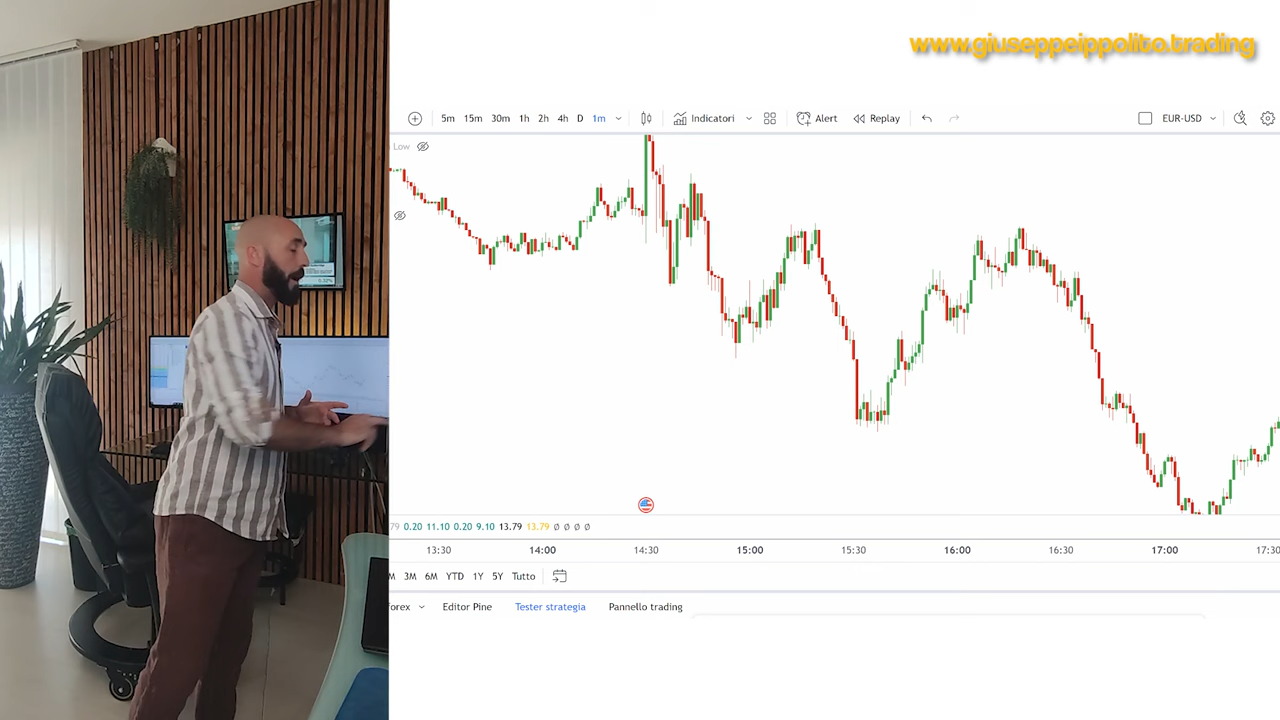 www.giuseppeippolito.trading
5m 15m 30m 1h 2h 4h D 1m Indicatori Alert Replay EUR-USD
Low
79 0.20 11.10 0.20 9.10 13.79 13.79 Ø Ø Ø Ø
13:30 14:00 14:30 15:00 15:30 16:00 16:30 17:00 17:30
M 3M 6M YTD 1Y 5Y Tutto
Forex Editor Pine Tester strategia Pannello trading